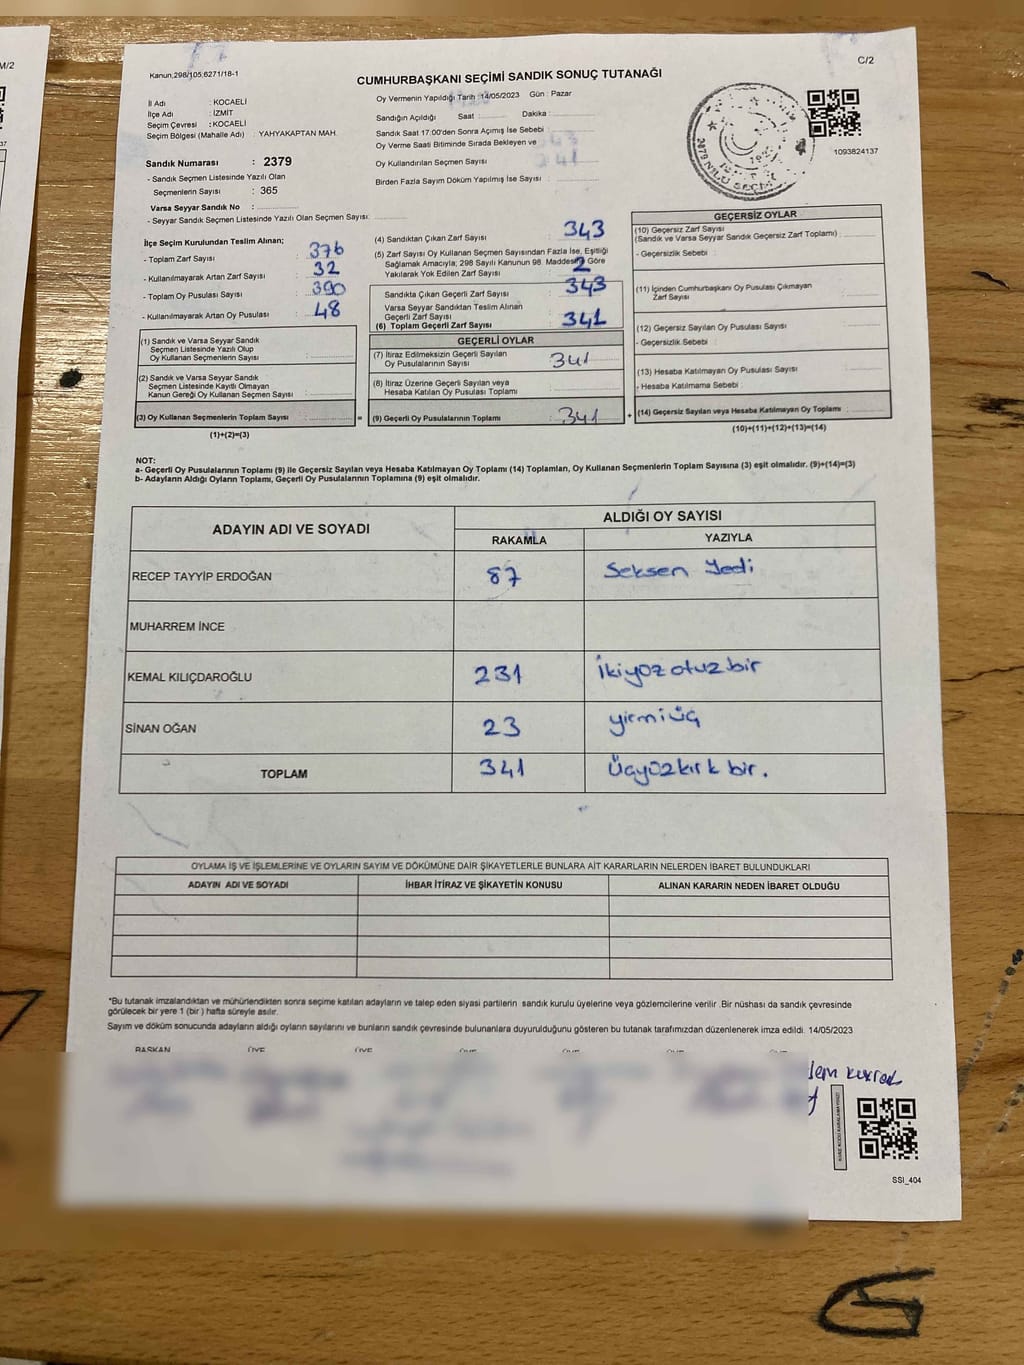 M/2
Kanun,298/105,6271/18-1
C/2
CUMHURBAŞKANI SEÇİMİ SANDIK SONUÇ TUTANAĞI
İl Adı : KOCAELİ
İlçe Adı : İZMİT
Seçim Çevresi : KOCAELİ
Seçim Bölgesi (Mahalle Adı) : YAHYAKAPTAN MAH.
Sandık Numarası : 2379
- Sandık Seçmen Listesinde Yazılı Olan
Seçmenlerin Sayısı : 365
Varsa Seyyar Sandık No :
- Seyyar Sandık Seçmen Listesinde Yazılı Olan Seçmen Sayısı:
Oy Vermenin Yapıldığı Tarih :14/05/2023 Gün : Pazar
Sandığın Açıldığı Saat : Dakika :
Sandık Saat 17:00'den Sonra Açımış İse Sebebi :
Oy Verme Saati Bitiminde Sırada Bekleyen ve
Oy Kullandırılan Seçmen Sayısı :
Birden Fazla Sayım Döküm Yapılmış İse Sayısı :
1093824137
İlçe Seçim Kurulundan Teslim Alınan;
- Toplam Zarf Sayısı : 376
- Kullanılmayarak Artan Zarf Sayısı : 32
- Toplam Oy Pusulası Sayısı : 390
- Kullanılmayarak Artan Oy Pusulası : 48
(4) Sandıktan Çıkan Zarf Sayısı : 343
(5) Zarf Sayısı Oy Kullanan Seçmen Sayısından Fazla İse, Eşitliği
Sağlamak Amacıyla; 298 Sayılı Kanunun 98. Maddesine Göre
Yakılarak Yok Edilen Zarf Sayısı : 2
Sandıkta Çıkan Geçerli Zarf Sayısı : 343
Varsa Seyyar Sandıktan Teslim Alınan
Geçerli Zarf Sayısı
(6) Toplam Geçerli Zarf Sayısı : 341
GEÇERSİZ OYLAR
(10) Geçersiz Zarf Sayısı
(Sandık ve Varsa Seyyar Sandık Geçersiz Zarf Toplamı) :
- Geçersizlik Sebebi :
(11) İçinden Cumhurbaşkanı Oy Pusulası Çıkmayan
Zarf Sayısı
(12) Geçersiz Sayılan Oy Pusulası Sayısı :
- Geçersizlik Sebebi :
(13) Hesaba Katılmayan Oy Pusulası Sayısı :
- Hesaba Katılmama Sebebi :
(14) Geçersiz Sayılan veya Hesaba Katılmayan Oy Toplamı :
(10)+(11)+(12)+(13)=(14)
(1) Sandık ve Varsa Seyyar Sandık
Seçmen Listesinde Yazılı Olup
Oy Kullanan Seçmenlerin Sayısı :
(2) Sandık ve Varsa Seyyar Sandık
Seçmen Listesinde Kayıtlı Olmayan
Kanun Gereği Oy Kullanan Seçmen Sayısı :
(3) Oy Kullanan Seçmenlerin Toplam Sayısı : =
(1)+(2)=(3)
GEÇERLİ OYLAR
(7) İtiraz Edilmeksizin Geçerli Sayılan
Oy Pusulalarının Sayısı : 341
(8) İtiraz Üzerine Geçerli Sayılan veya
Hesaba Katılan Oy Pusulası Toplamı :
(9) Geçerli Oy Pusulalarının Toplamı : 341 +
NOT:
a- Geçerli Oy Pusulalarının Toplamı (9) ile Geçersiz Sayılan veya Hesaba Katılmayan Oy Toplamı (14) Toplamları, Oy Kullanan Seçmenlerin Toplam Sayısına (3) eşit olmalıdır. (9)+(14)=(3)
b- Adayların Aldığı Oyların Toplamı, Geçerli Oy Pusulalarının Toplamına (9) eşit olmalıdır.
ADAYIN ADI VE SOYADI
ALDIĞI OY SAYISI
RAKAMLA YAZIYLA
RECEP TAYYİP ERDOĞAN 87 Seksen Yedi
MUHARREM İNCE
KEMAL KILIÇDAROĞLU 231 ikiyüz otuz bir
SİNAN OĞAN 23 yirmiüç
TOPLAM 341 üçyüzkırk bir.
OYLAMA İŞ VE İŞLEMLERİNE VE OYLARIN SAYIM VE DÖKÜMÜNE DAİR ŞİKAYETLERLE BUNLARA AİT KARARLARIN NELERDEN İBARET BULUNDUKLARI
ADAYIN ADI VE SOYADI İHBAR İTİRAZ VE ŞİKAYETİN KONUSU ALINAN KARARIN NEDEN İBARET OLDUĞU
*Bu tutanak imzalandıktan ve mühürlendikten sonra seçime katılan adayların ve talep eden siyasi partilerin sandık kurulu üyelerine veya gözlemcilerine verilir .Bir nüshası da sandık çevresinde
görülecek bir yere 1 (bir ) hafta süreyle asılır.
Sayım ve döküm sonucunda adayların aldığı oyların sayılarını ve bunların sandık çevresinde bulunanlara duyurulduğunu gösteren bu tutanak tarafımızdan düzenlenerek imza edildi. 14/05/2023
BAŞKAN ÜYE ÜYE ÜYE ÜYE ÜYE ÜYE
SSI_404